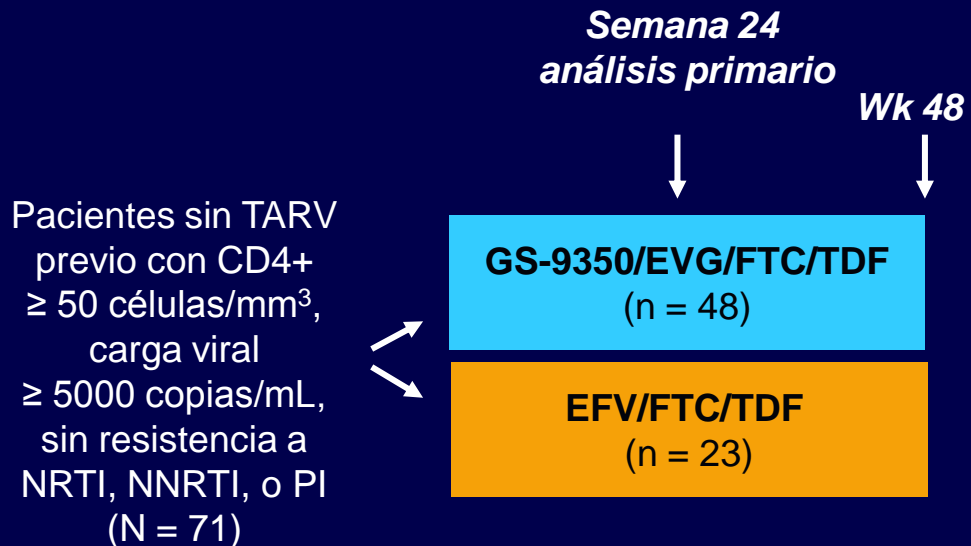 Semana 24
análisis primario
Wk 48
Pacientes sin TARV
previo con CD4+
≥ 50 células/mm³,
carga viral
≥ 5000 copias/mL,
sin resistencia a
NRTI, NNRTI, o PI
(N = 71)
GS-9350/EVG/FTC/TDF
(n = 48)
EFV/FTC/TDF
(n = 23)